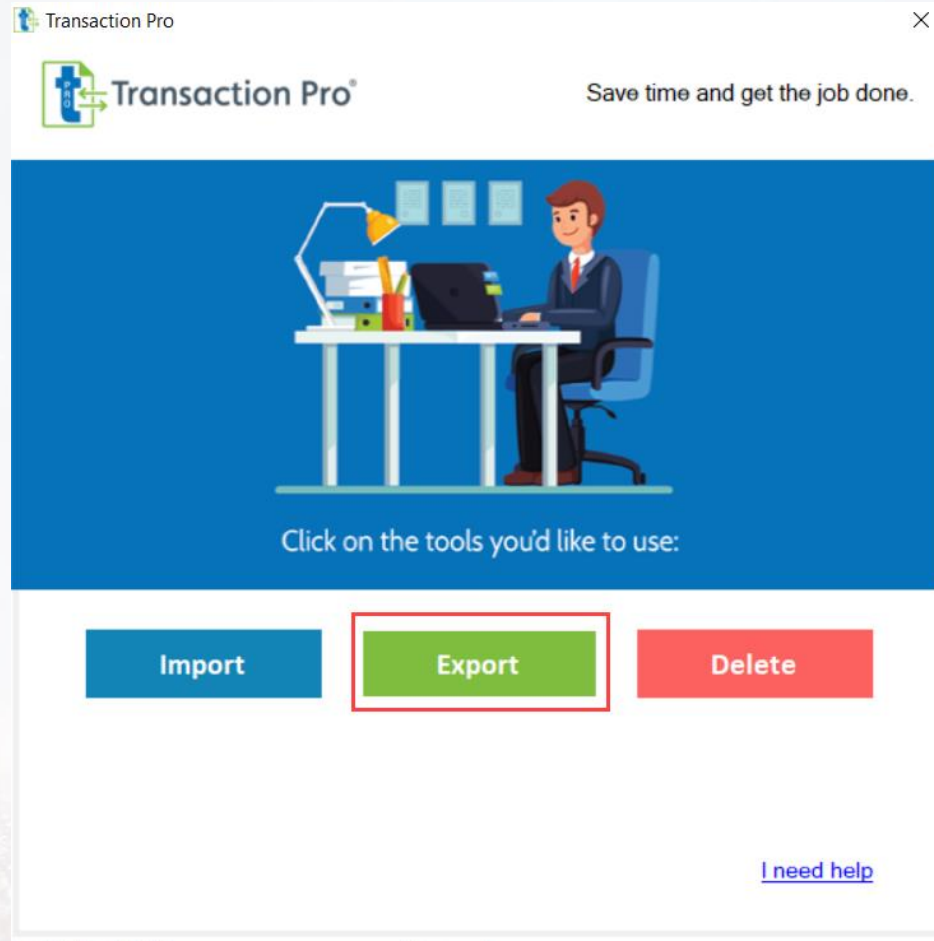 Transaction Pro
Transaction Pro®
Save time and get the job done.
Click on the tools you'd like to use:
Import
Export
Delete
I need help